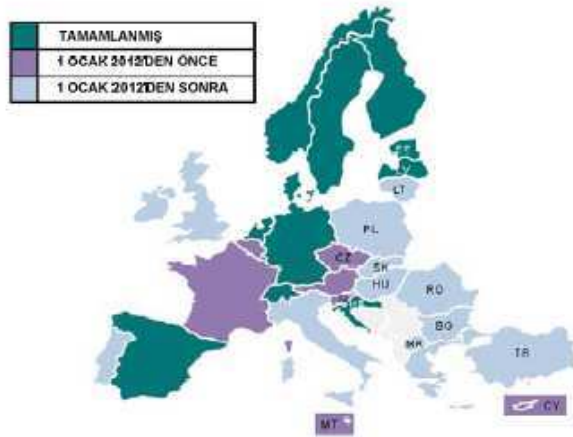 TAMAMLANMIŞ
1 OCAK 2012'DEN ÖNCE
1 OCAK 2012'DEN SONRA
LT
PL
CZ
SK
HU
RO
BG
MK
TR
MT
CY